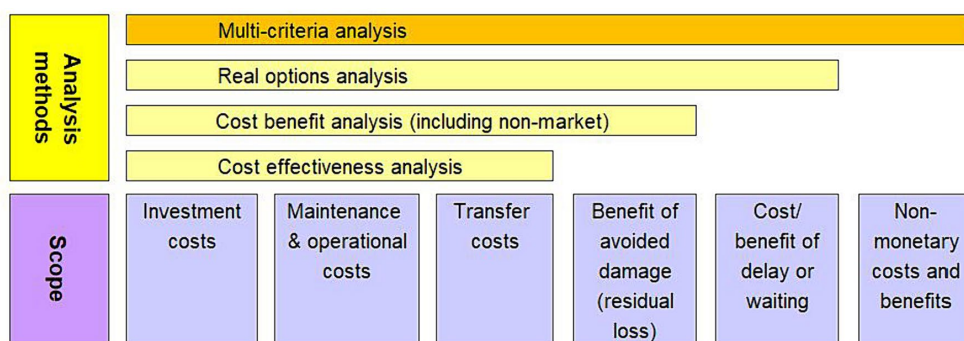 Analysis
methods
Multi-criteria analysis
Real options analysis
Cost benefit analysis (including non-market)
Cost effectiveness analysis
Scope
Investment
costs
Maintenance
& operational
costs
Transfer
costs
Benefit of
avoided
damage
(residual
loss)
Cost/
benefit of
delay or
waiting
Non-
monetary
costs and
benefits